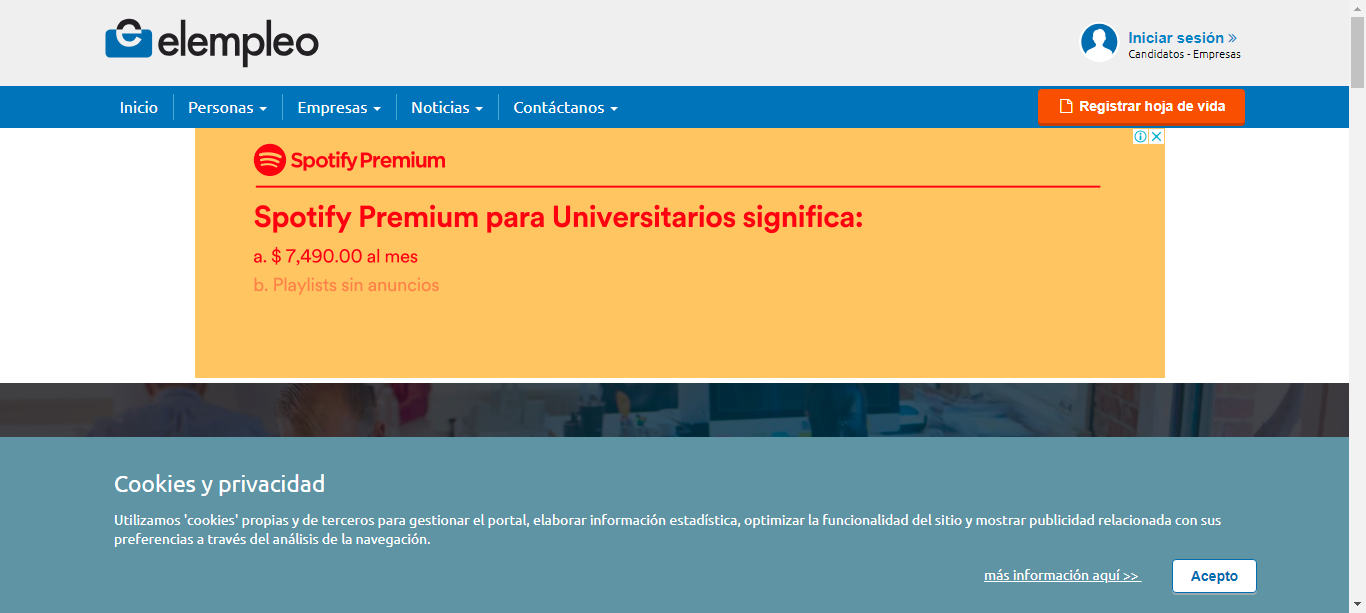 elempleo
Iniciar sesión »
Candidatos - Empresas
Inicio Personas Empresas Noticias Contáctanos Registrar hoja de vida
Spotify Premium
Spotify Premium para Universitarios significa:
a. $ 7,490.00 al mes
b. Playlists sin anuncios
Cookies y privacidad
Utilizamos 'cookies' propias y de terceros para gestionar el portal, elaborar información estadística, optimizar la funcionalidad del sitio y mostrar publicidad relacionada con sus
preferencias a través del análisis de la navegación.
más información aquí >> Acepto